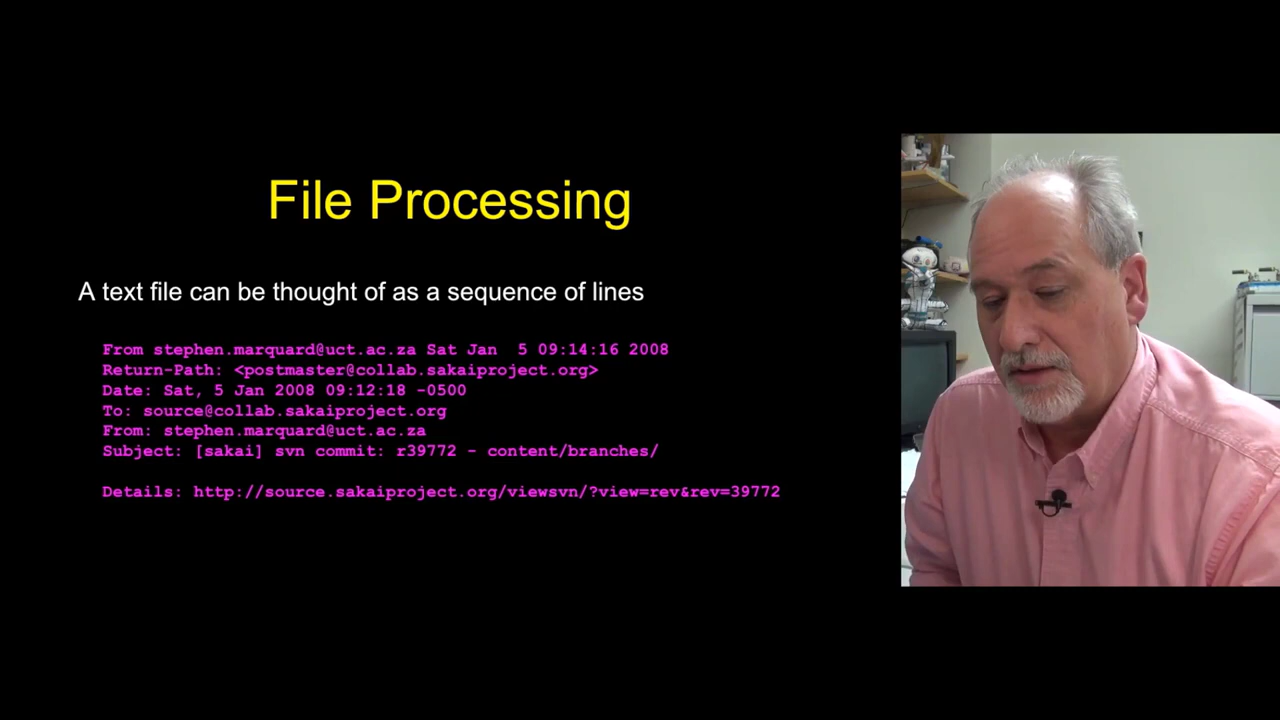 File Processing
A text file can be thought of as a sequence of lines
From stephen.marquard@uct.ac.za Sat Jan  5 09:14:16 2008
Return-Path: <postmaster@collab.sakaiproject.org>
Date: Sat, 5 Jan 2008 09:12:18 -0500
To: source@collab.sakaiproject.org
From: stephen.marquard@uct.ac.za
Subject: [sakai] svn commit: r39772 - content/branches/
Details: http://source.sakaiproject.org/viewsvn/?view=rev&rev=39772